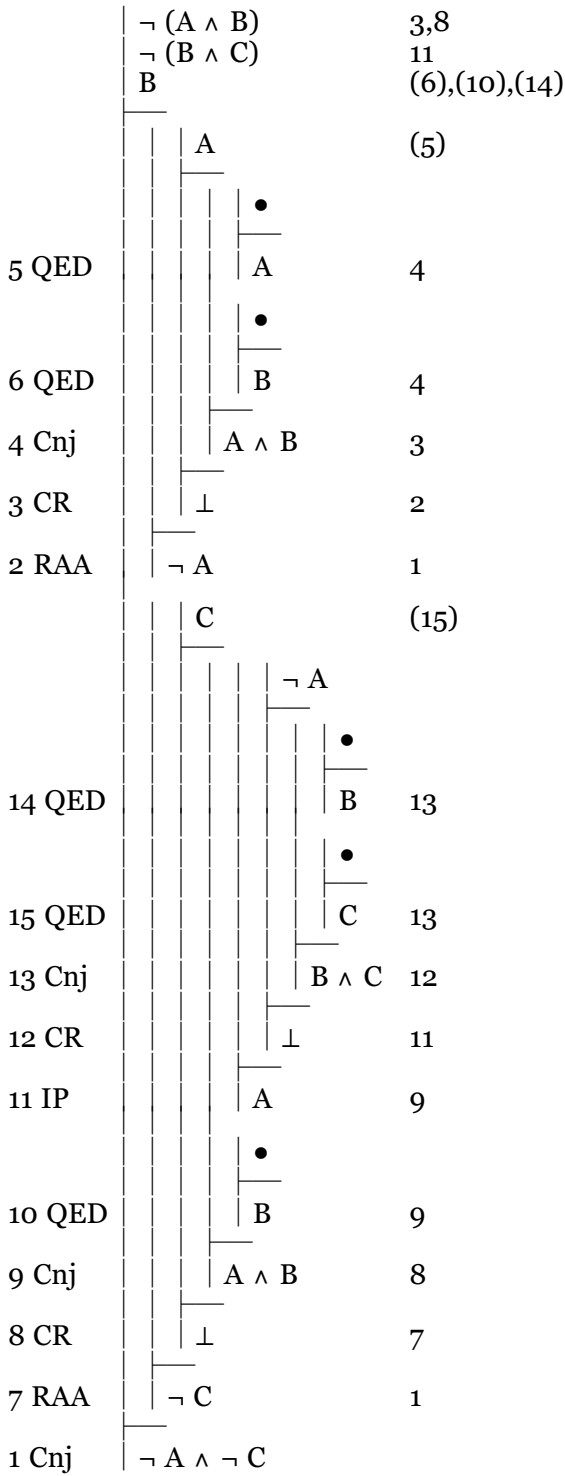 ¬ (A ∧ B) 3,8
¬ (B ∧ C) 11
B (6),(10),(14)
A (5)
●
5 QED A 4
●
6 QED B 4
4 Cnj A ∧ B 3
3 CR ⊥ 2
2 RAA ¬ A 1
C (15)
¬ A
●
14 QED B 13
●
15 QED C 13
13 Cnj B ∧ C 12
12 CR ⊥ 11
11 IP A 9
●
10 QED B 9
9 Cnj A ∧ B 8
8 CR ⊥ 7
7 RAA ¬ C 1
1 Cnj ¬ A ∧ ¬ C